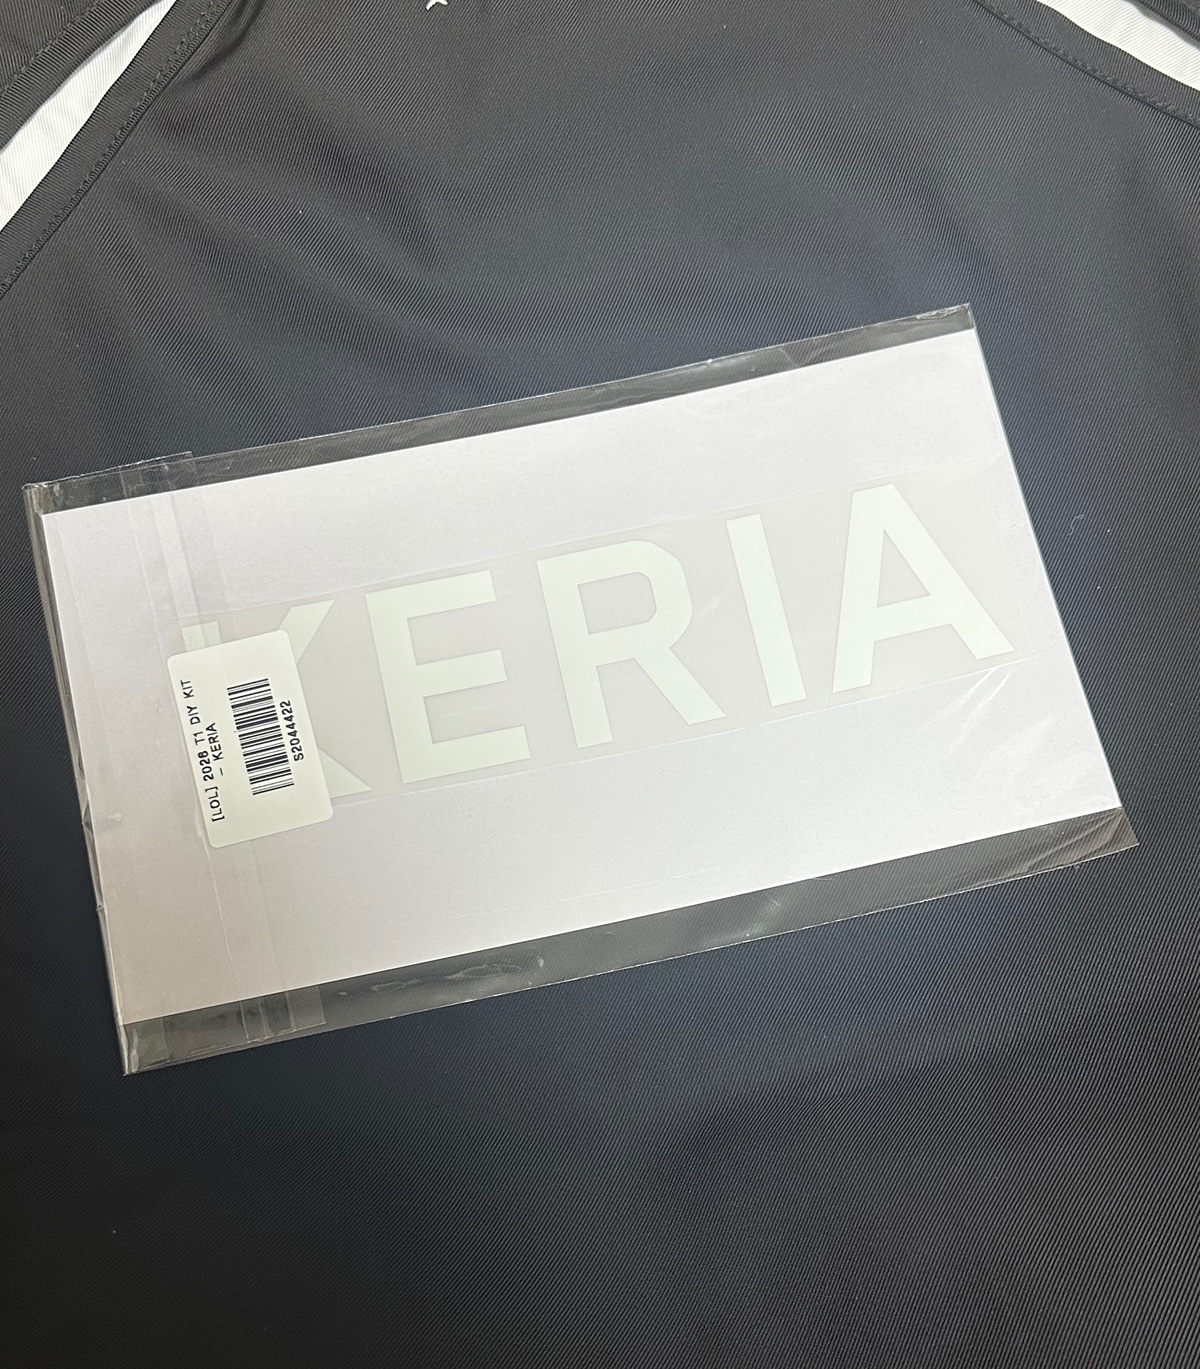 KERIA
[LOL] 2026 T1 DIY KIT
- KERIA
S2044422